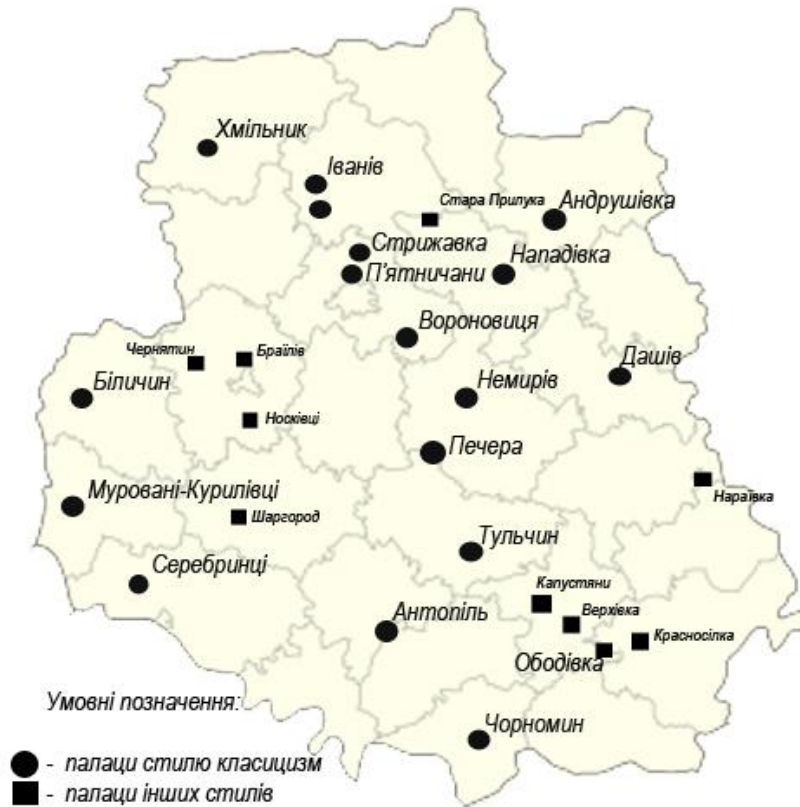 Хмільник
Іванів
Стара Прилука
Андрушівка
Стрижавка
Нападівка
П'ятничани
Вороновиця
Чернятин
Браїлів
Дашів
Біличин
Немирів
Носківці
Печера
Муровані-Курилівці
Нараївка
Шаргород
Тульчин
Серебринці
Капустяни
Антопіль
Верхівка
Красносілка
Ободівка
Умовні позначення:
Чорномин
- палаци стилю класицизм
- палаци інших стилів